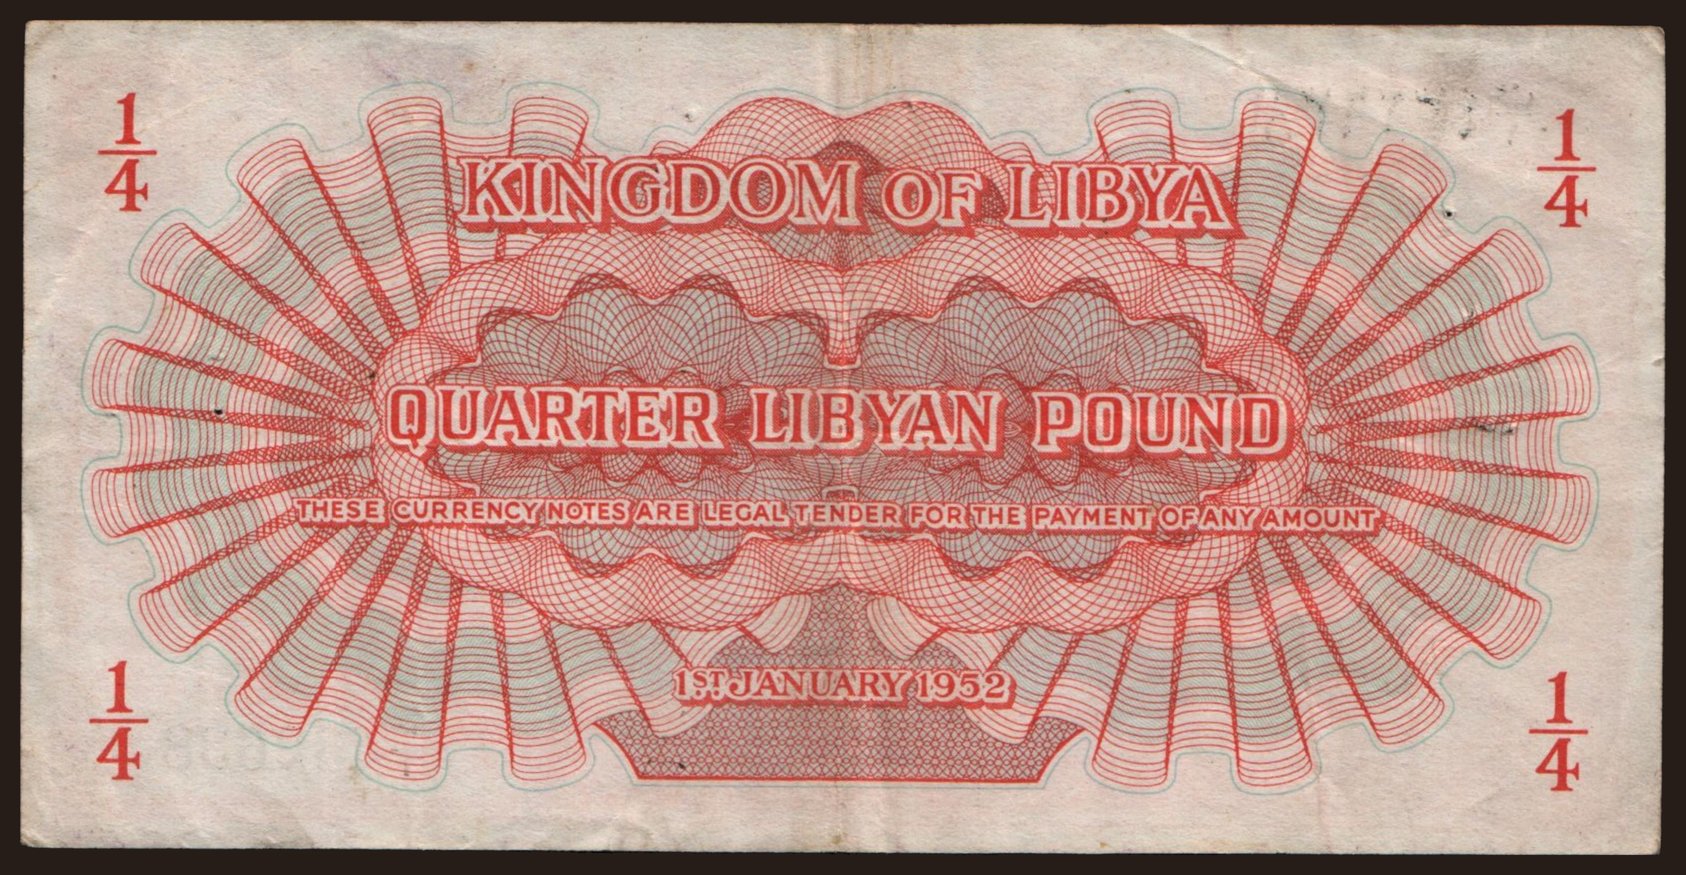 1/4 1/4
KINGDOM OF LIBYA
QUARTER LIBYAN POUND
THESE CURRENCY NOTES ARE LEGAL TENDER FOR THE PAYMENT OF ANY AMOUNT
1ST. JANUARY 1952
1/4 1/4